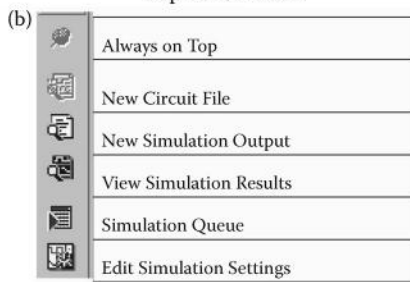 (b)
Always on Top
New Circuit File
New Simulation Output
View Simulation Results
Simulation Queue
Edit Simulation Settings